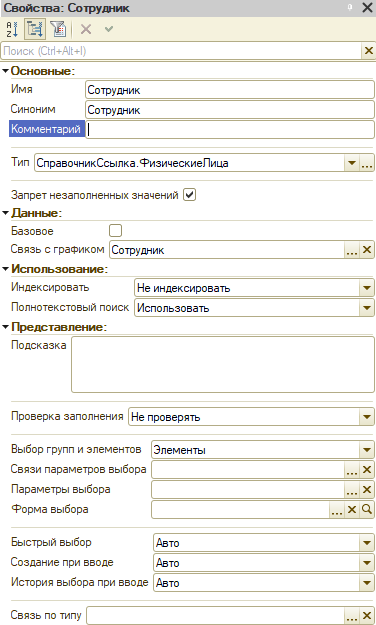 Свойства: Сотрудник
Поиск (Ctrl+Alt+I)
Основные:
Имя Сотрудник
Синоним Сотрудник
Комментарий
Тип СправочникСсылка.ФизическиеЛица
Запрет незаполненных значений
Данные:
Базовое
Связь с графиком Сотрудник
Использование:
Индексировать Не индексировать
Полнотекстовый поиск Использовать
Представление:
Подсказка
Проверка заполнения Не проверять
Выбор групп и элементов Элементы
Связи параметров выбора
Параметры выбора
Форма выбора
Быстрый выбор Авто
Создание при вводе Авто
История выбора при вводе Авто
Связь по типу